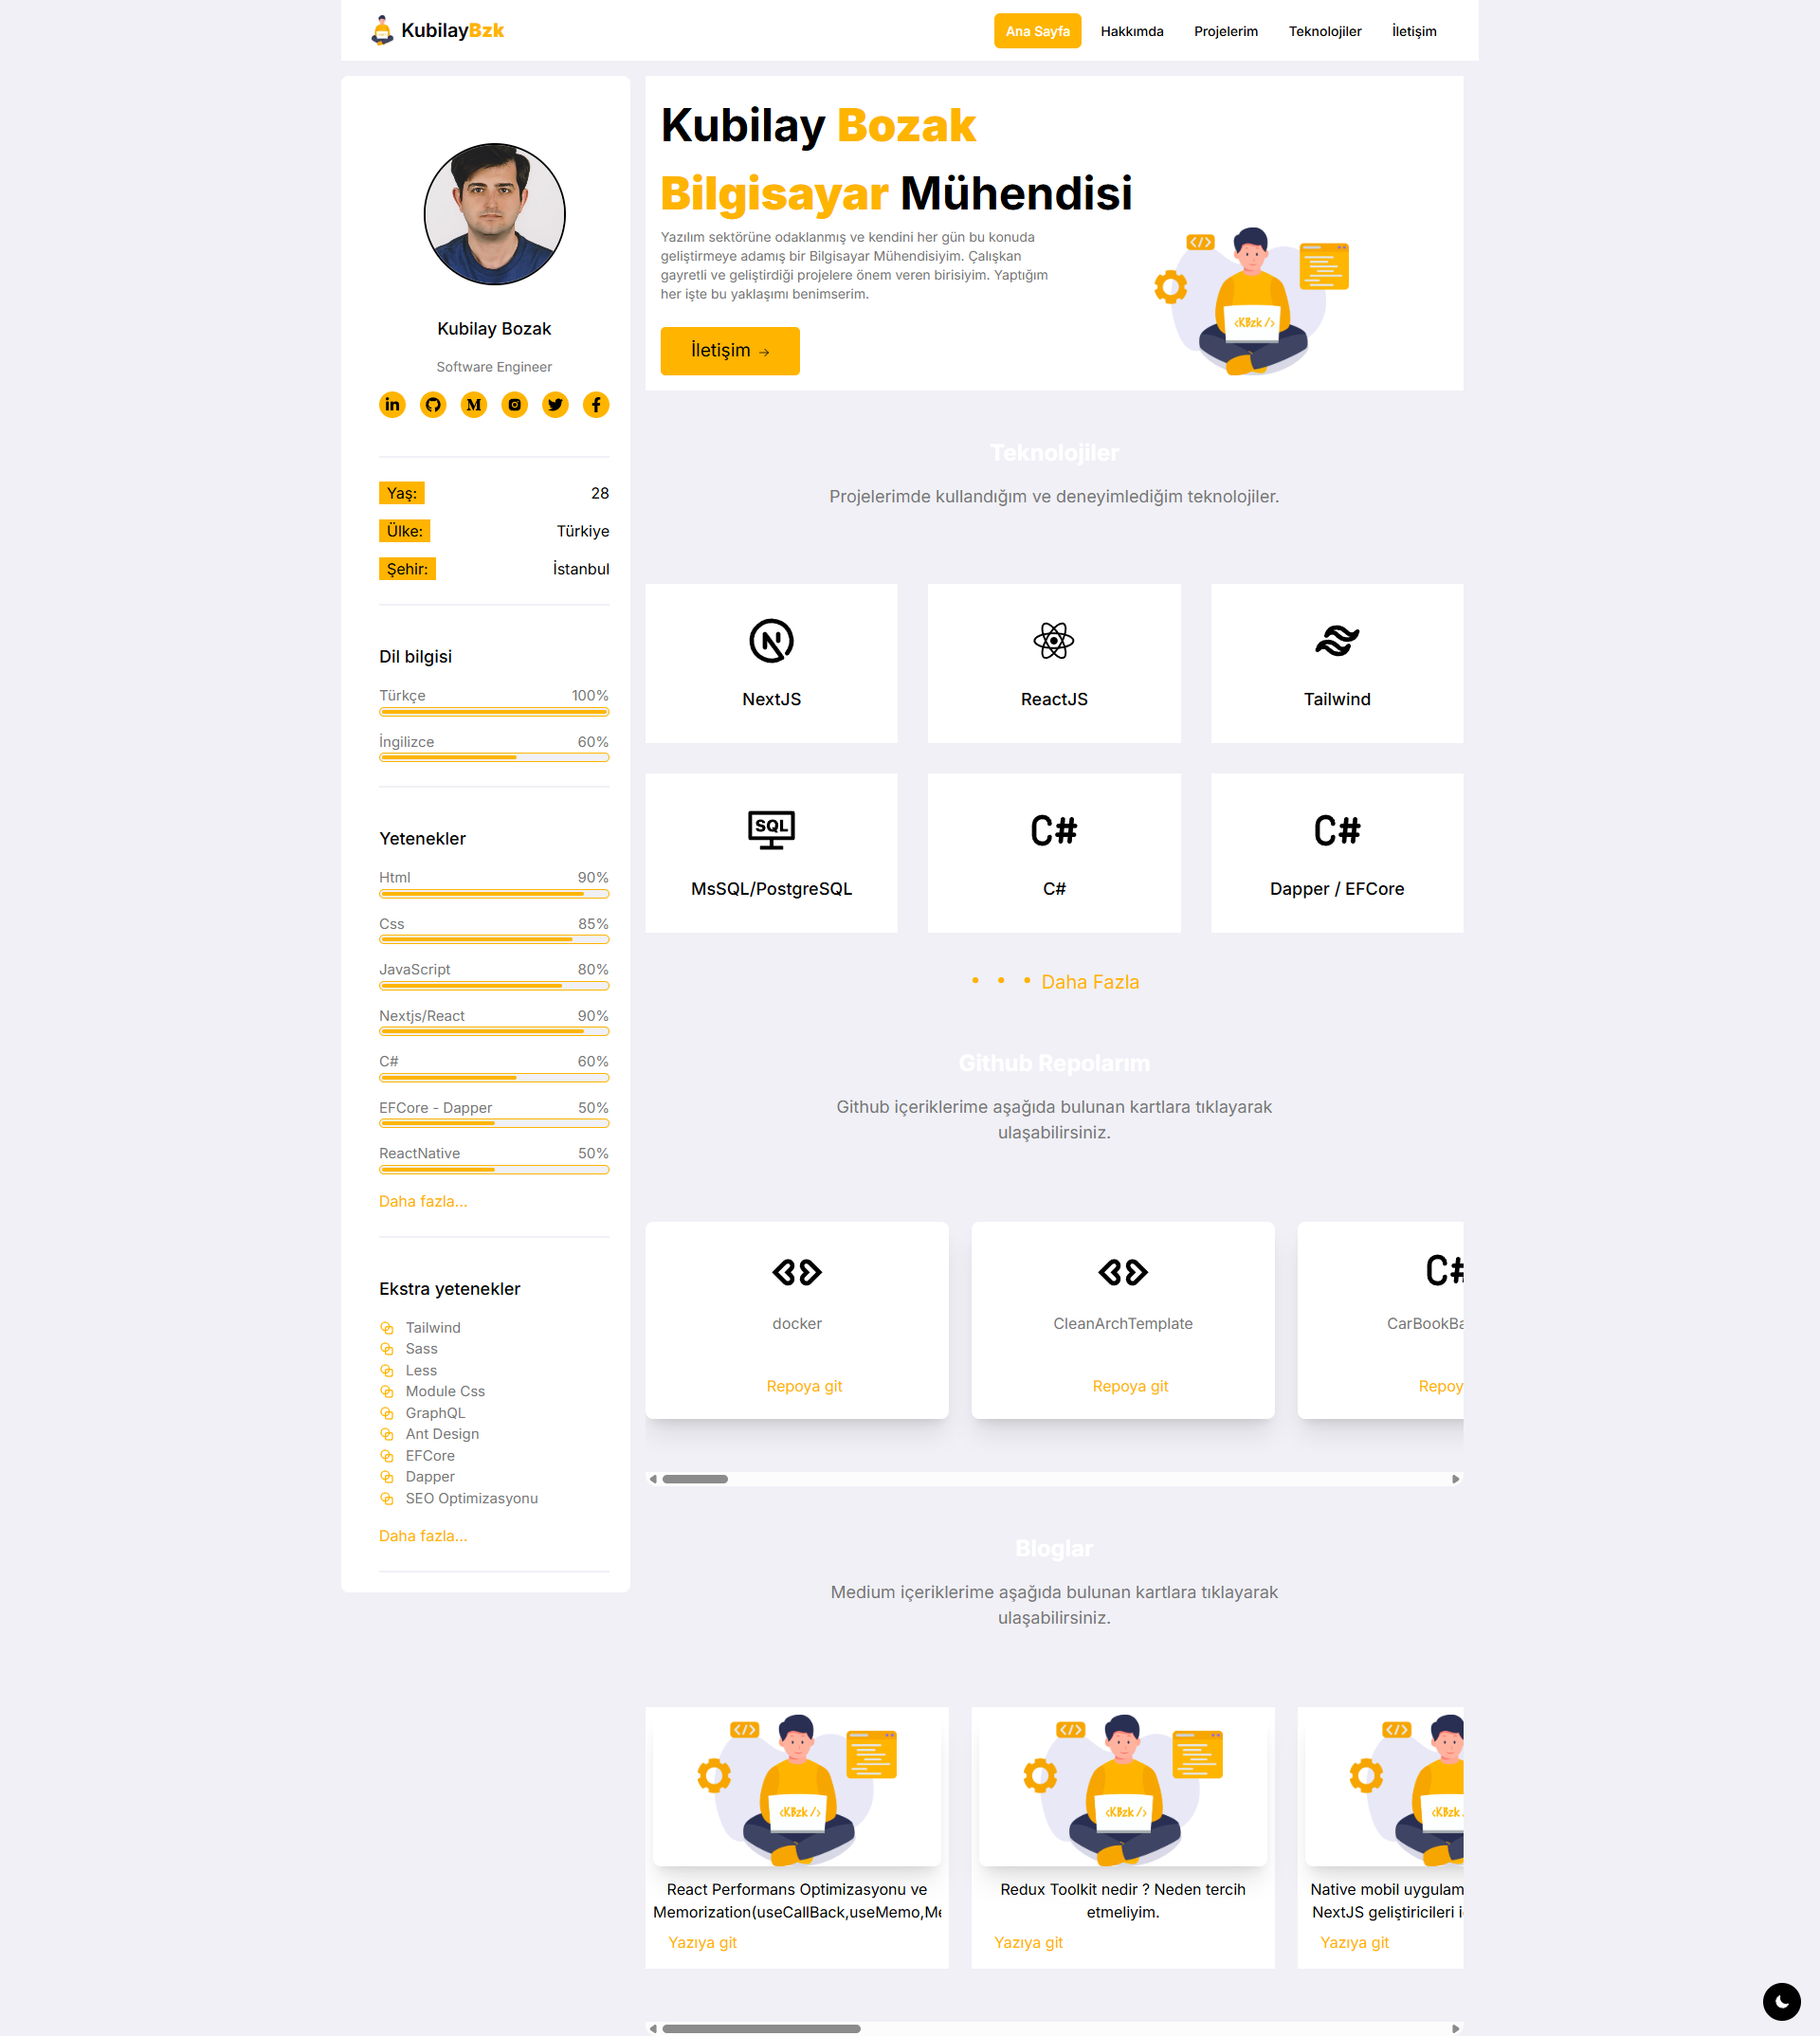 KubilayBzk
Ana Sayfa
Hakkımda
Projelerim
Teknolojiler
İletişim
Kubilay Bozak
Software Engineer
Yaş:
28
Ülke:
Türkiye
Şehir:
İstanbul
Dil bilgisi
Türkçe
100%
İngilizce
60%
Yetenekler
Html
90%
Css
85%
JavaScript
80%
Nextjs/React
90%
C#
60%
EFCore - Dapper
50%
ReactNative
50%
Daha fazla...
Ekstra yetenekler
Tailwind
Sass
Less
Module Css
GraphQL
Ant Design
EFCore
Dapper
SEO Optimizasyonu
Daha fazla...
Kubilay Bozak
Bilgisayar Mühendisi
Yazılım sektörüne odaklanmış ve kendini her gün bu konuda
geliştirmeye adamış bir Bilgisayar Mühendisiyim. Çalışkan
gayretli ve geliştirdiği projelere önem veren birisiyim. Yaptığım
her işte bu yaklaşımı benimserim.
İletişim →
<KBzk />
Teknolojiler
Projelerimde kullandığım ve deneyimlediğim teknolojiler.
NextJS
ReactJS
Tailwind
SQL
MsSQL/PostgreSQL
C#
C#
C#
Dapper / EFCore
• • • Daha Fazla
Github Repolarım
Github içeriklerime aşağıda bulunan kartlara tıklayarak
ulaşabilirsiniz.
docker
Repoya git
CleanArchTemplate
Repoya git
C#
CarBookBa
Repoy
Bloglar
Medium içeriklerime aşağıda bulunan kartlara tıklayarak
ulaşabilirsiniz.
<KBzk />
React Performans Optimizasyonu ve
Memorization(useCallBack,useMemo,Me
Yazıya git
<KBzk />
Redux Toolkit nedir ? Neden tercih
etmeliyim.
Yazıya git
Native mobil uygulam
NextJS geliştiricileri i
Yazıya git